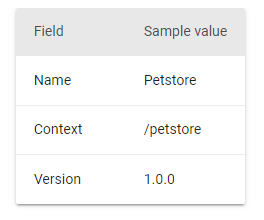 Field Sample value
Name Petstore
Context /petstore
Version 1.0.0